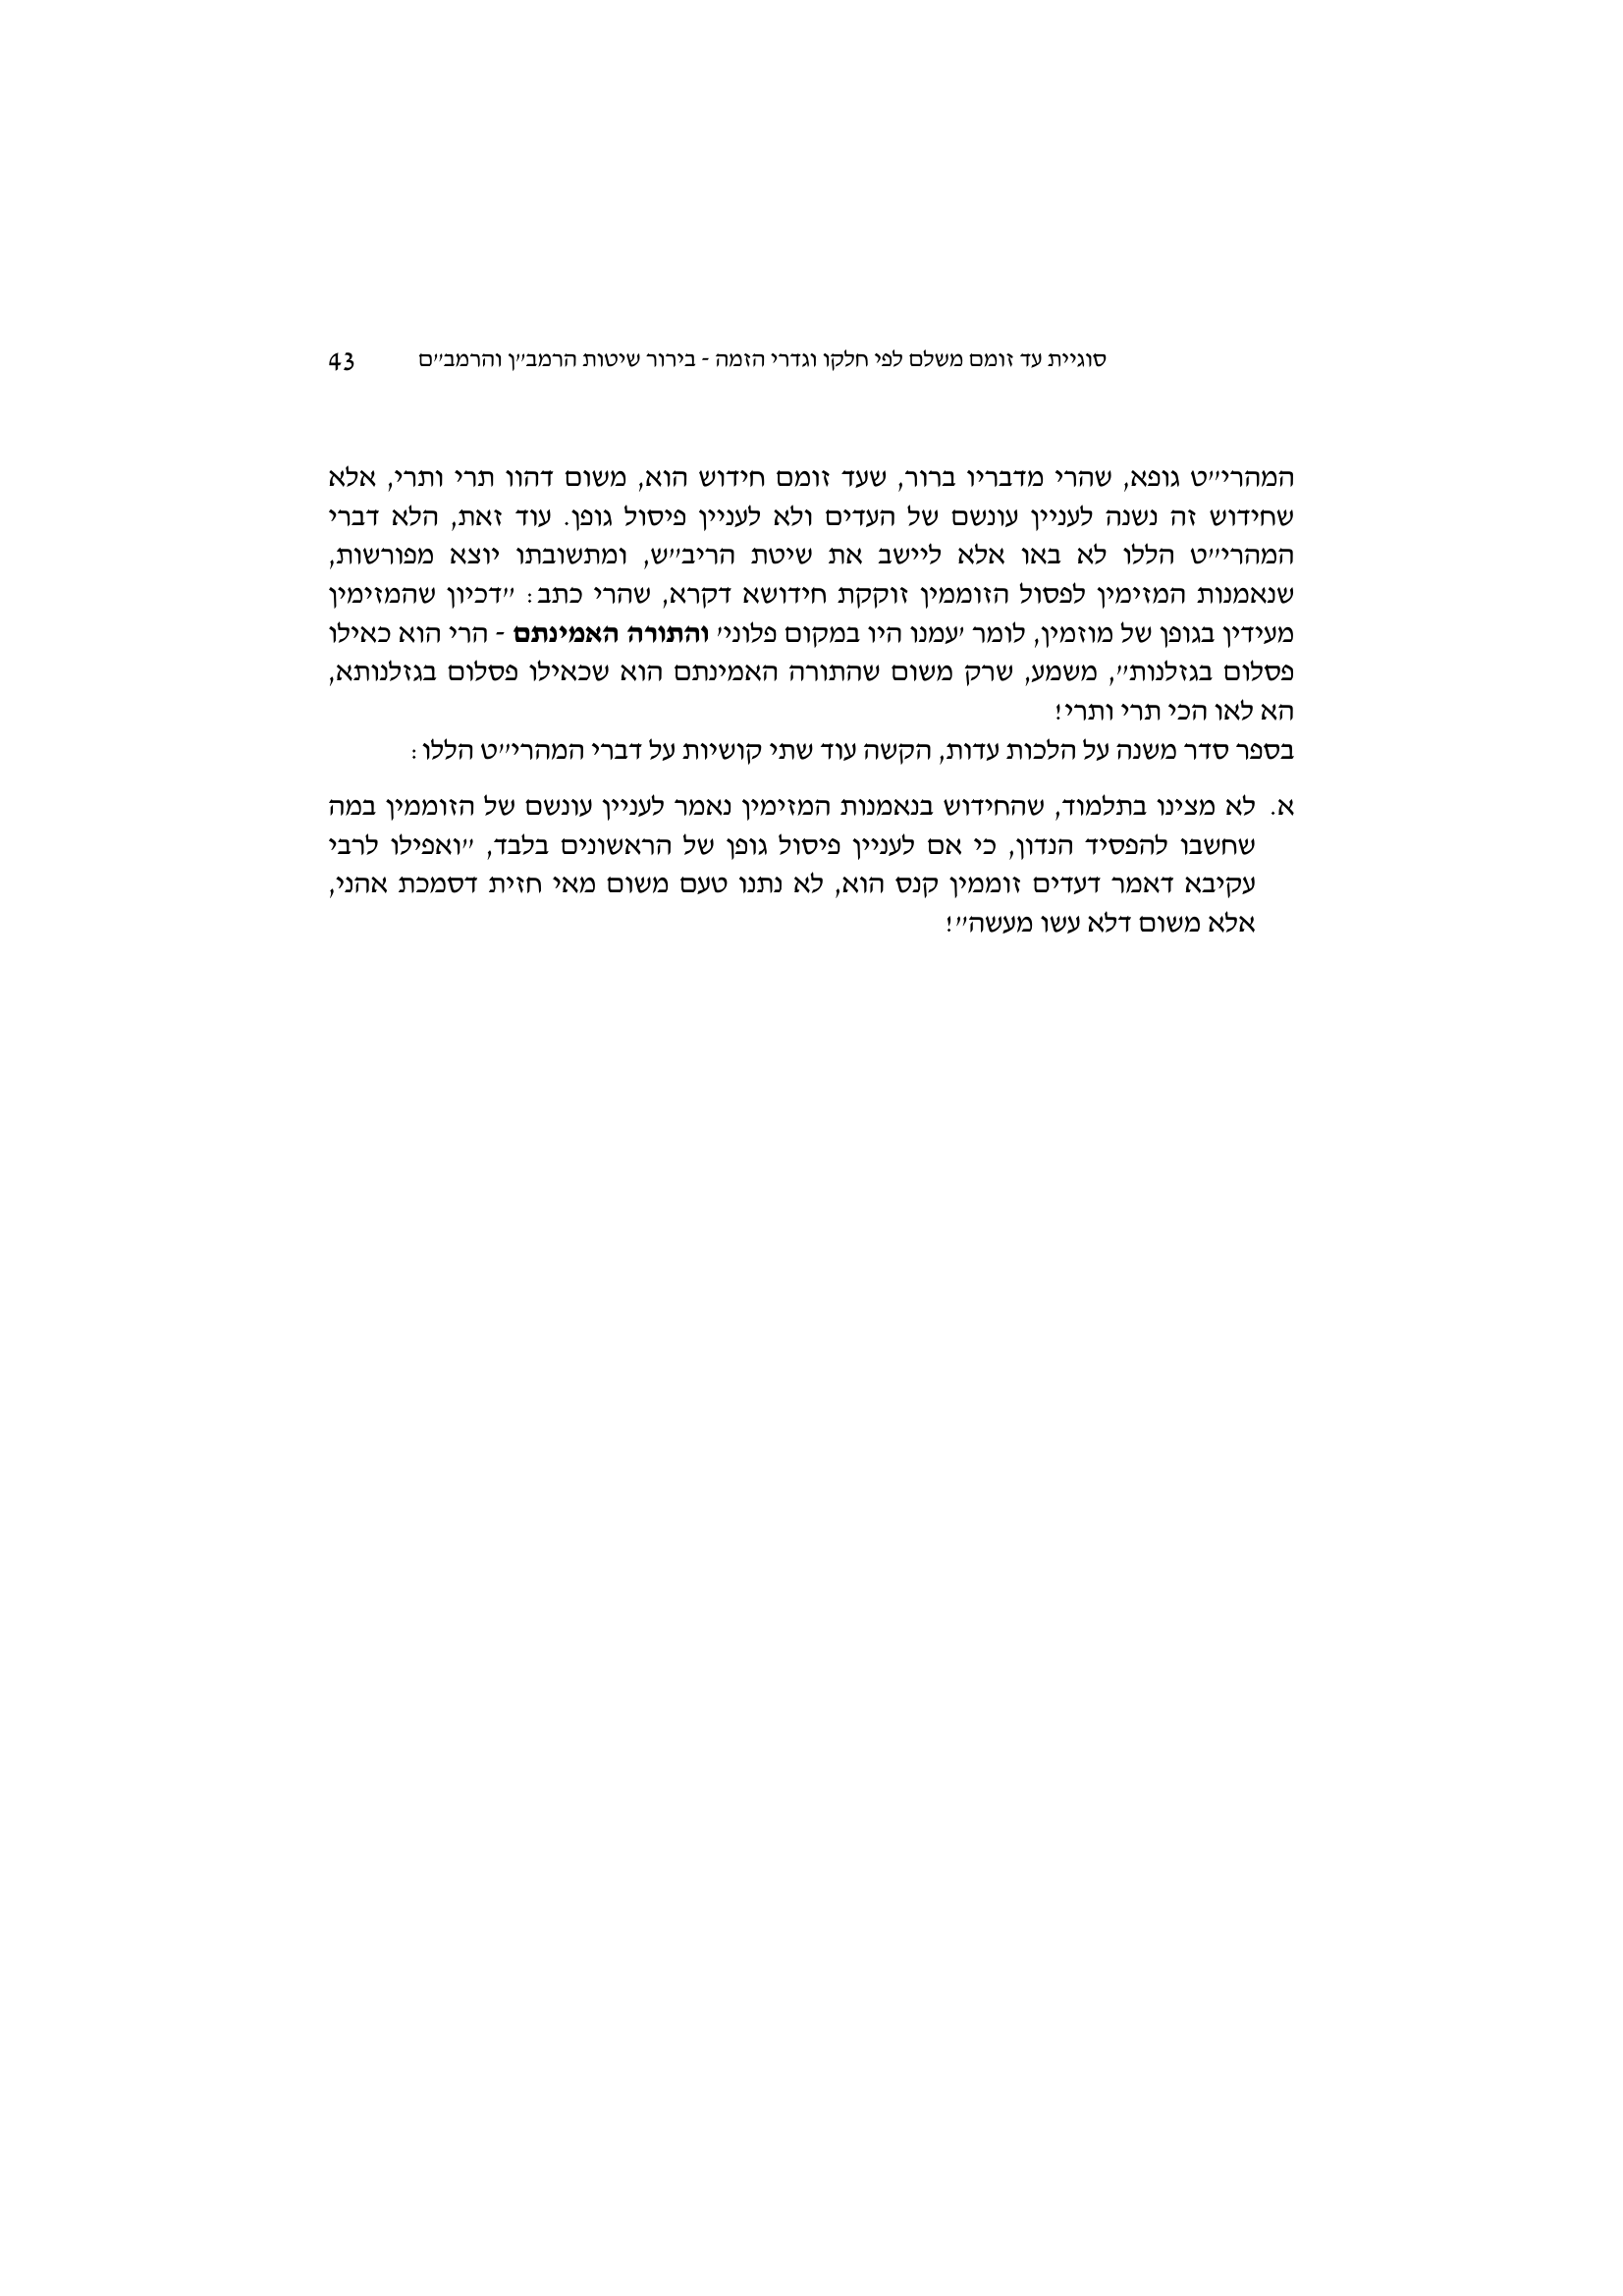 סוגיית עד זומם משלם לפי חלקו וגדרי הזמה - בירור שיטות הרמב״ן והרמב״ם 43
המהרי״ט גופא, שהרי מדבריו ברור, שעד זומם חידוש הוא, משום דהוו תרי ותרי, אלא
שחידוש זה נשנה לעניין עונשם של העדים ולא לעניין פיסול גופן. עוד זאת, הלא דברי
המהרי״ט הללו לא באו אלא ליישב את שיטת הריב״ש, ומתשובתו יוצא מפורשות,
שנאמנות המזימין לפסול הזוממין זוקקת חידושא דקרא, שהרי כתב: ״דכיון שהמזימין
מעידין בגופן של מוזמין, לומר ׳עמנו היו במקום פלוני׳ והתורה האמינתם - הרי הוא כאילו
פסלום בגזלנות״, משמע, שרק משום שהתורה האמינתם הוא שכאילו פסלום בגזלנותא,
הא לאו הכי תרי ותרי!
בספר סדר משנה על הלכות עדות, הקשה עוד שתי קושיות על דברי המהרי״ט הללו:
א. לא מצינו בתלמוד, שהחידוש בנאמנות המזימין נאמר לעניין עונשם של הזוממין במה
שחשבו להפסיד הנדון, כי אם לעניין פיסול גופן של הראשונים בלבד, ״ואפילו לרבי
עקיבא דאמר דעדים זוממין קנס הוא, לא נתנו טעם משום מאי חזית דסמכת אהני,
אלא משום דלא עשו מעשה״!